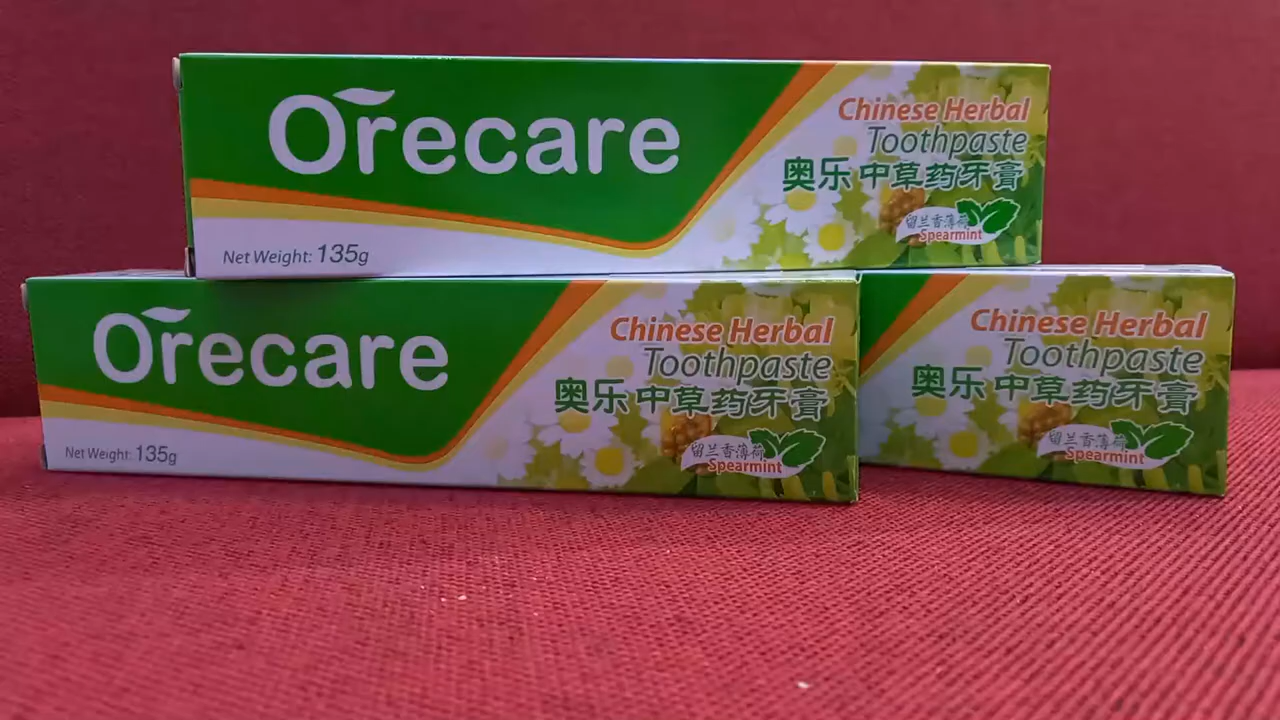 Orecare
Chinese Herbal
Toothpaste
奥乐 中草药牙膏
留兰香薄荷
Spearmint
Net Weight: 135g
Orecare
Chinese Herbal
Toothpaste
奥乐 中草药牙膏
留兰香薄荷
Spearmint
Net Weight: 135g
Chinese Herbal
Toothpaste
奥乐 中草药牙膏
留兰香薄荷
Spearmint